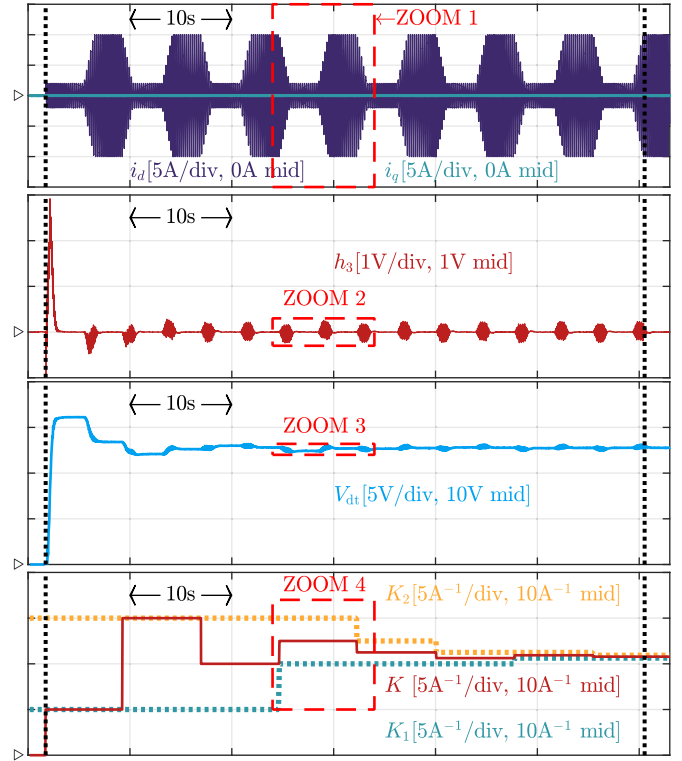 10s
ZOOM 1
i_d[5A/div, 0A mid]
i_q[5A/div, 0A mid]
10s
h_3[1V/div, 1V mid]
ZOOM 2
10s
ZOOM 3
V_dt[5V/div, 10V mid]
10s
ZOOM 4
K_2[5A^{-1}/div, 10A^{-1} mid]
K [5A^{-1}/div, 10A^{-1} mid]
K_1[5A^{-1}/div, 10A^{-1} mid]